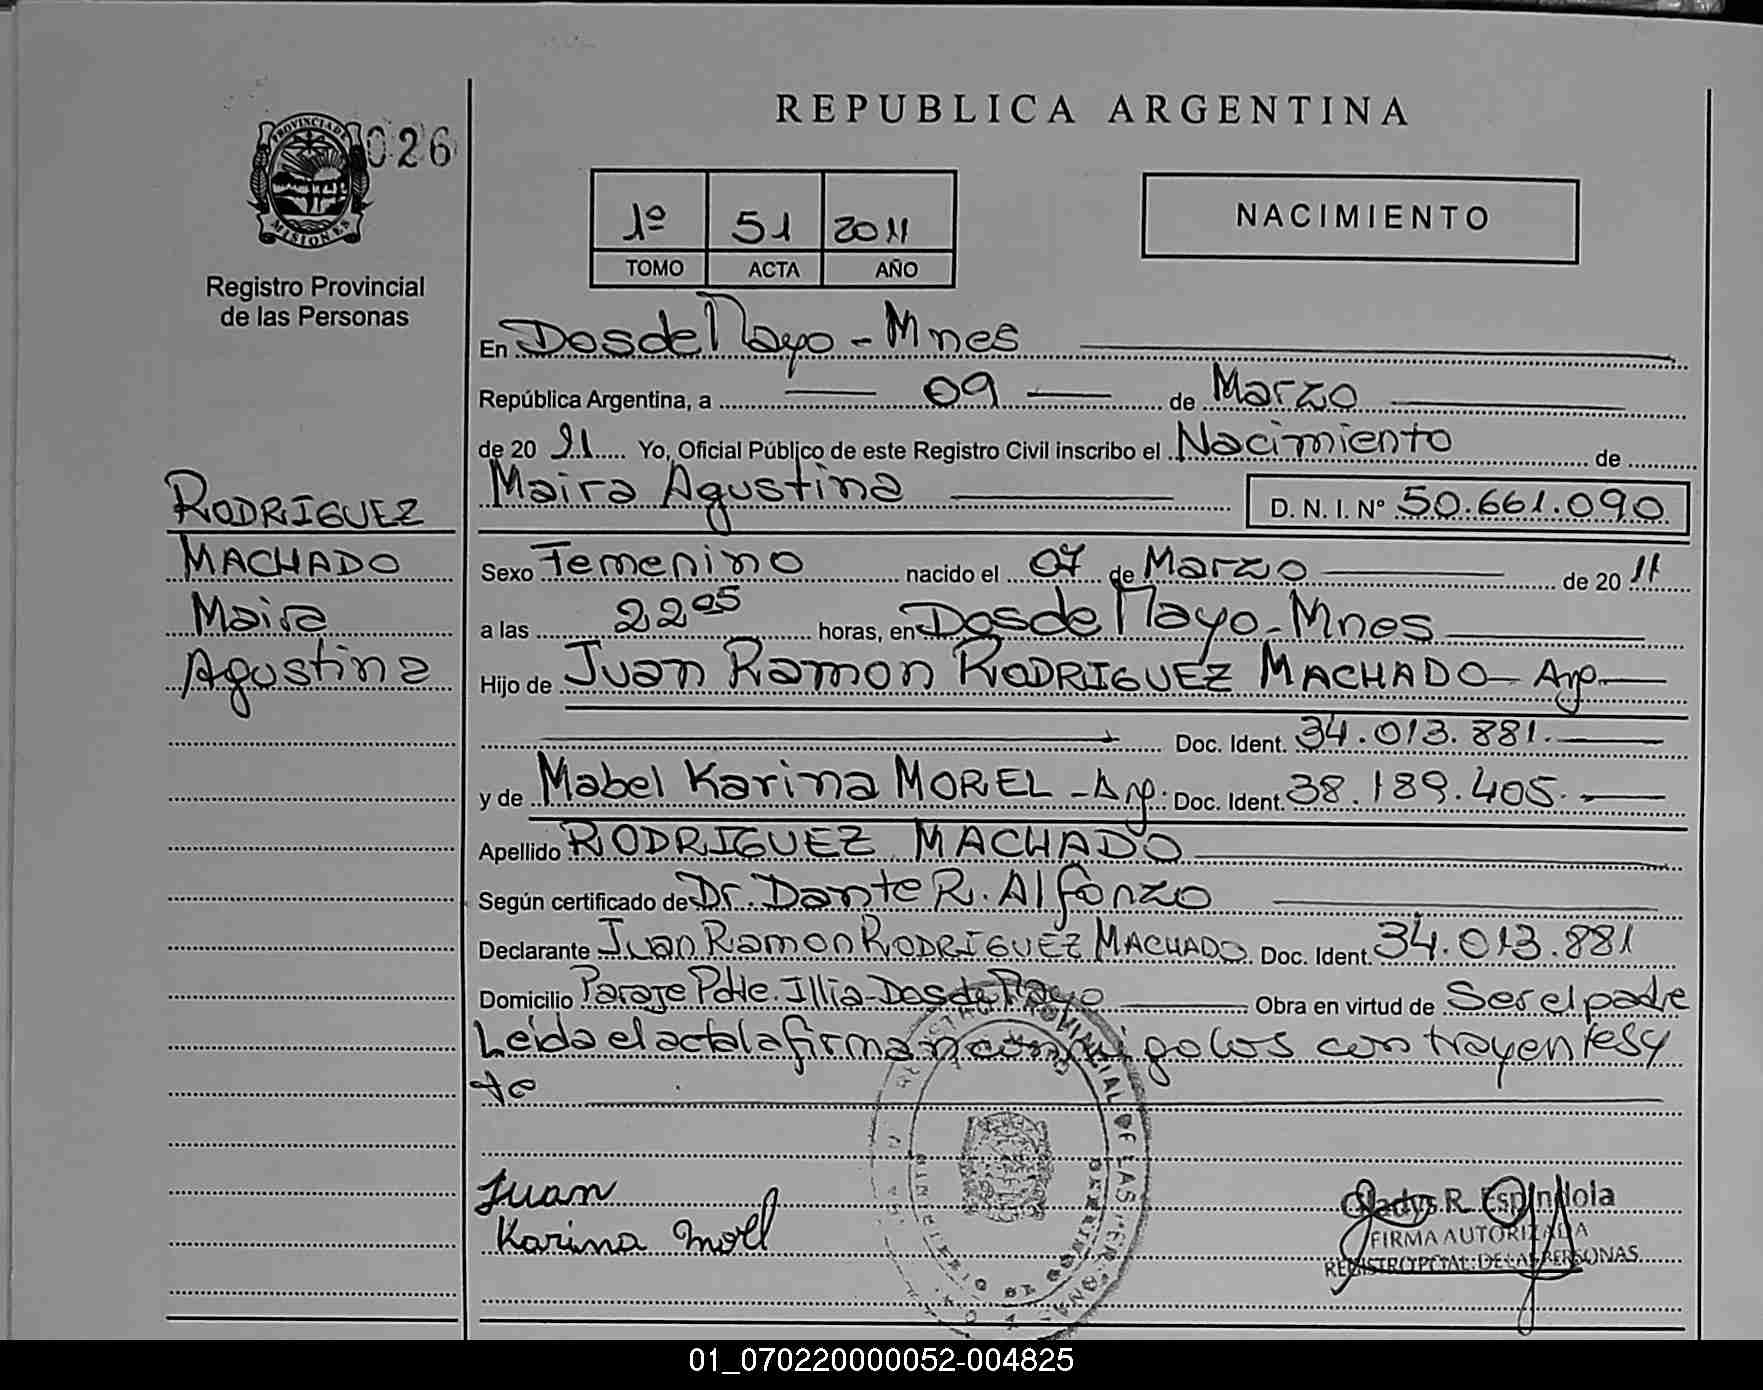 REPUBLICA ARGENTINA
PROVINCIA DE
MISIONES
026
Registro Provincial
de las Personas
1º 51 2011
TOMO ACTA AÑO
NACIMIENTO
En Dos de Mayo - Mnes
República Argentina, a 09 de Marzo
de 20 11 Yo, Oficial Público de este Registro Civil inscribo el Nacimiento de
Maira Agustina D. N. I. Nº 50.661.090
RODRIGUEZ
MACHADO
Maira
Agustina
Sexo Femenino nacido el 07 de Marzo de 20 11
a las 22 05 horas, en Dos de Mayo - Mnes
Hijo de Juan Ramon RODRIGUEZ MACHADO - Arg.
Doc. Ident. 34.013.881.
y de Mabel Karina MOREL - Arg. Doc. Ident. 38.189.405.
Apellido RODRIGUEZ MACHADO
Según certificado de Dr. Dante R. Alfonzo
Declarante Juan Ramon RODRIGUEZ MACHADO Doc. Ident. 34.013.881
Domicilio Paraje Pdte. Illia - Dos de Mayo Obra en virtud de Ser el padre
Leida el acta la firman conmigo los contrayentes y
te
Juan
Karina
Gladys R. Espindola
FIRMA AUTORIZADA
REGISTRO PCIAL. DE LAS PERSONAS
01_070220000052-004825